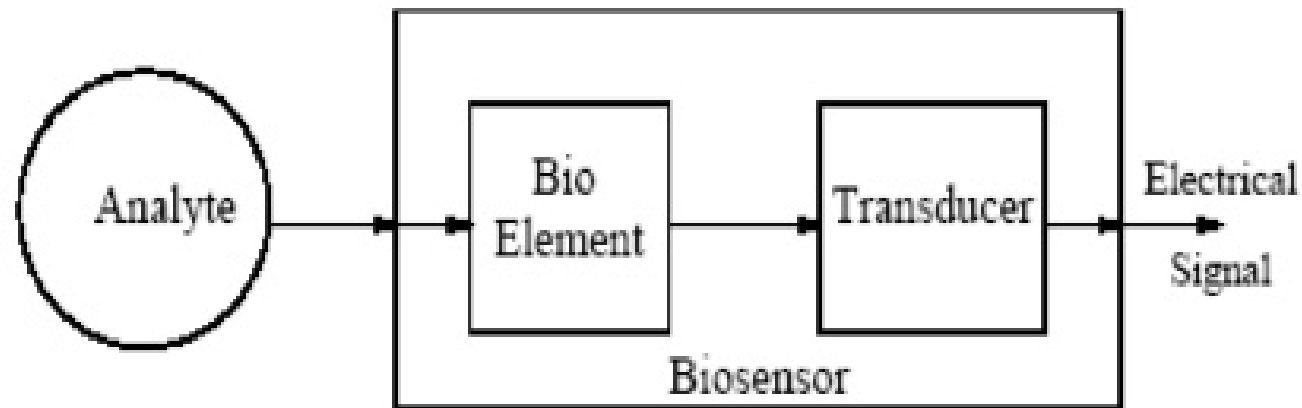 Analyte
Bio
Element
Transducer
Electrical
Signal
Biosensor